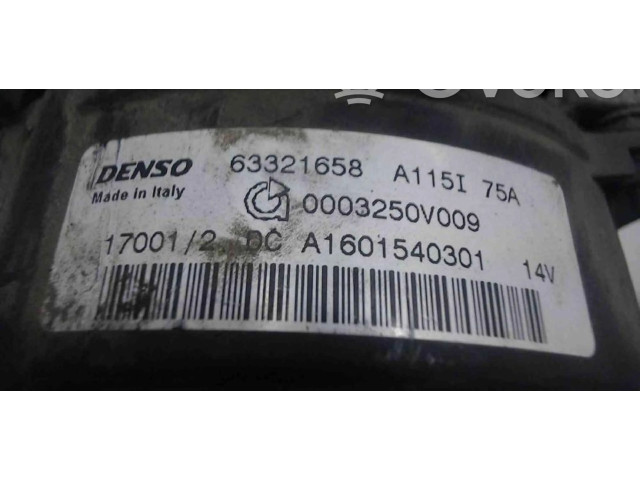 DENSO 63321658 A115I 75A
Made in Italy 0003250V009
17001/2 DC A1601540301 14V